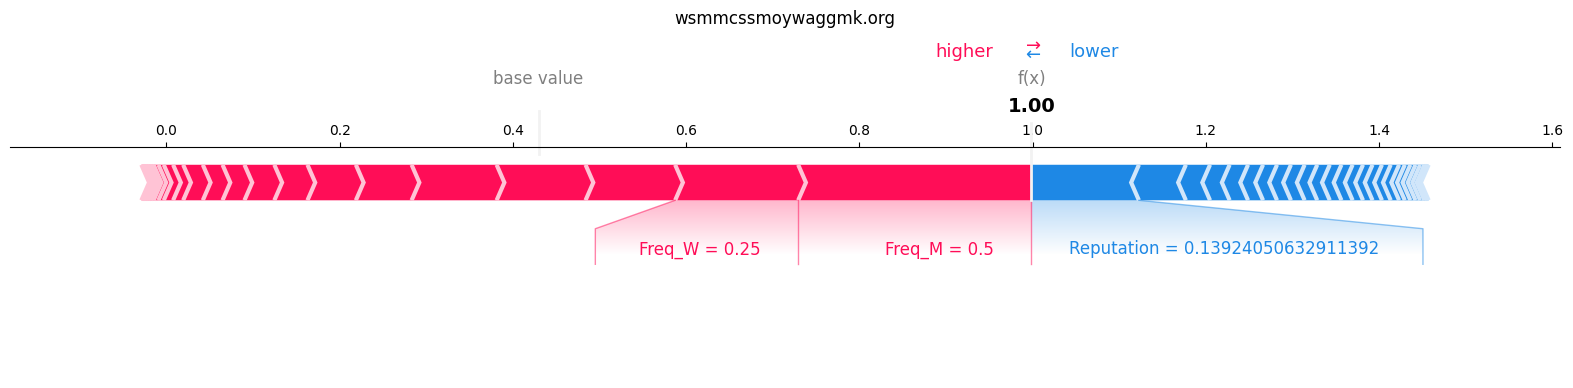 wsmmcssmoywaggmk.org
higher ⇄ lower
base value f(x)
1.00
0.0 0.2 0.4 0.6 0.8 1.0 1.2 1.4 1.6
Freq_W = 0.25 Freq_M = 0.5 Reputation = 0.13924050632911392